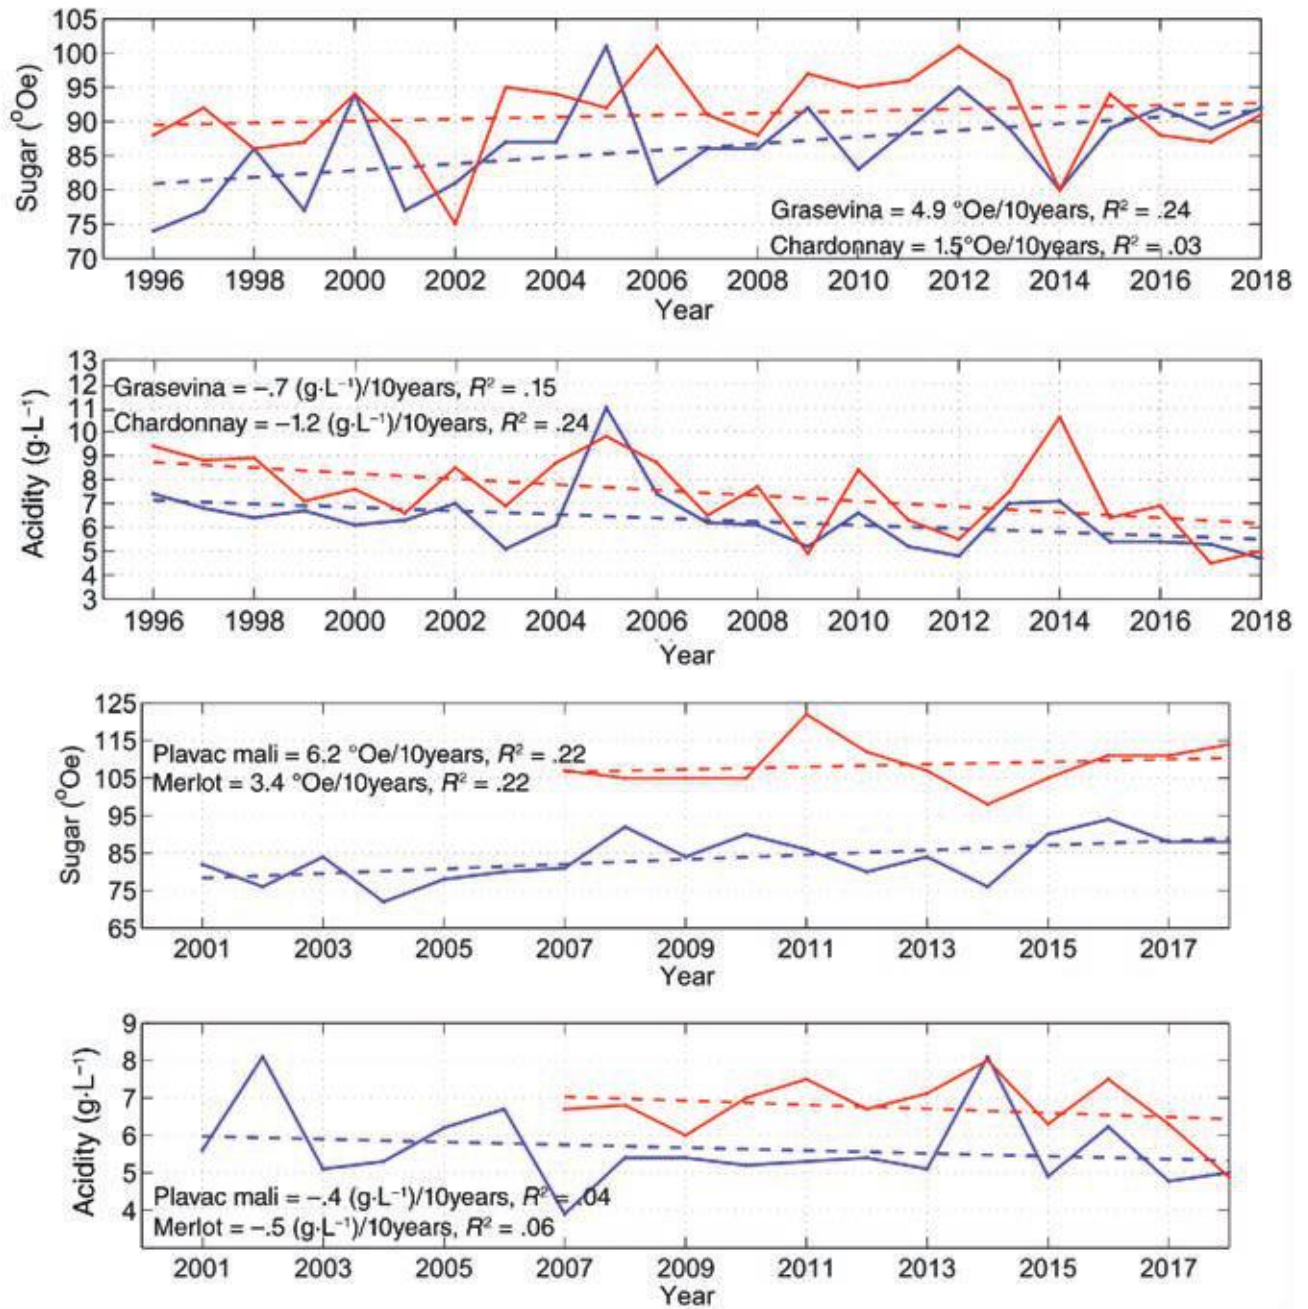 105
100
95
90
85
80
75
70
Sugar (°Oe)
Grasevina = 4.9 °Oe/10years, R² = .24
Chardonnay = 1.5°Oe/10years, R² = .03
1996 1998 2000 2002 2004 2006 2008 2010 2012 2014 2016 2018
Year
13
12
11
10
9
8
7
6
5
4
3
Acidity (g·L⁻¹)
Grasevina = –.7 (g·L⁻¹)/10years, R² = .15
Chardonnay = –1.2 (g·L⁻¹)/10years, R² = .24
1996 1998 2000 2002 2004 2006 2008 2010 2012 2014 2016 2018
Year
125
115
105
95
85
75
65
Sugar (°Oe)
Plavac mali = 6.2 °Oe/10years, R² = .22
Merlot = 3.4 °Oe/10years, R² = .22
2001 2003 2005 2007 2009 2011 2013 2015 2017
Year
9
8
7
6
5
4
Acidity (g·L⁻¹)
Plavac mali = –.4 (g·L⁻¹)/10years, R² = .04
Merlot = –.5 (g·L⁻¹)/10years, R² = .06
2001 2003 2005 2007 2009 2011 2013 2015 2017
Year